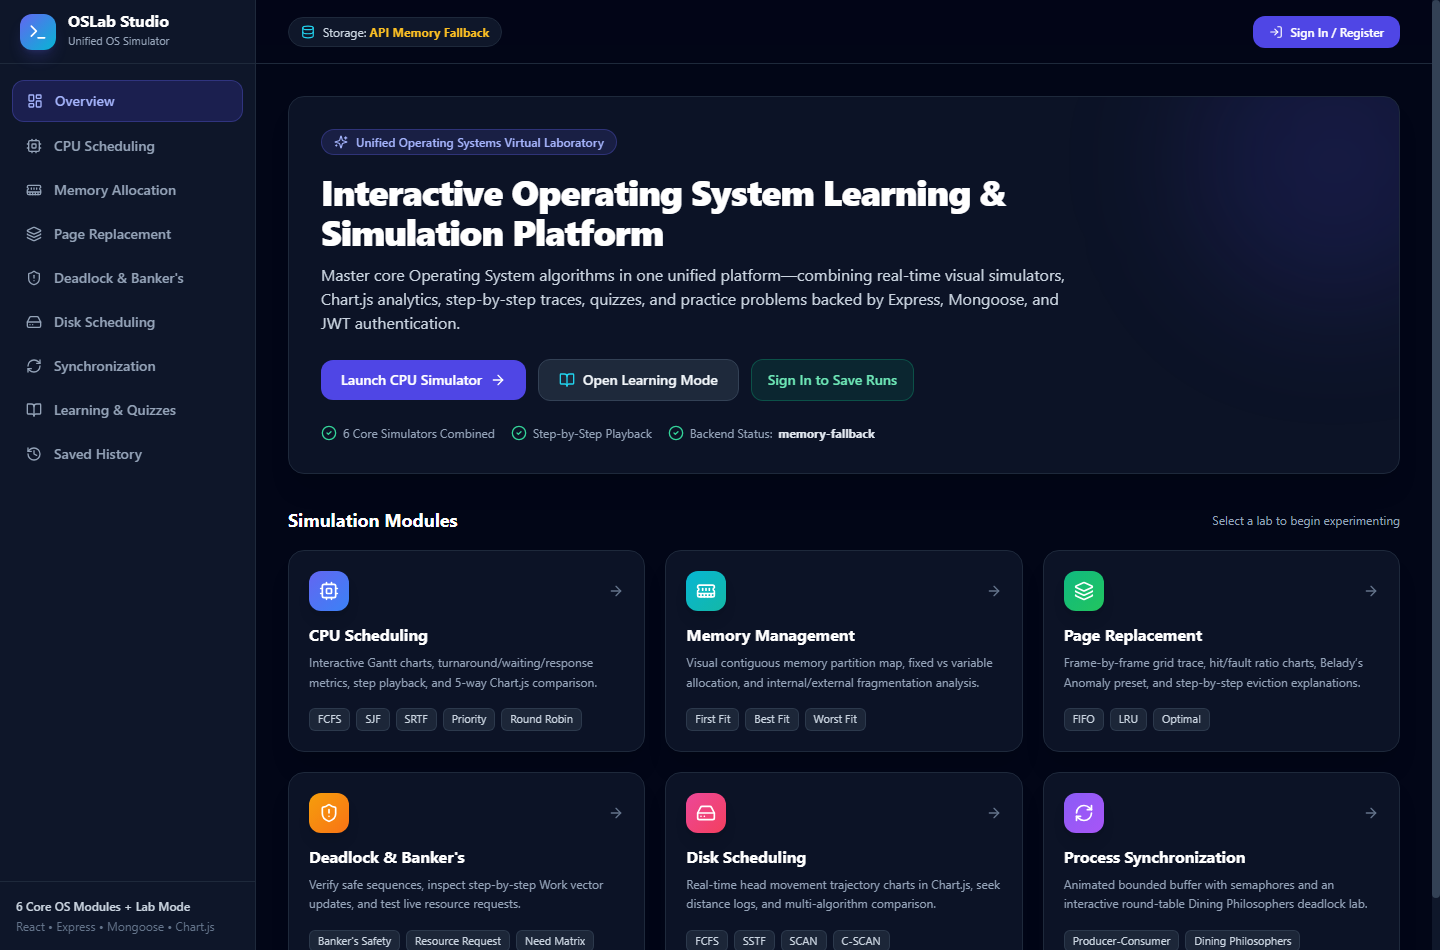 OSLab Studio
Unified OS Simulator
Storage: API Memory Fallback
Sign In / Register
Overview
CPU Scheduling
Memory Allocation
Page Replacement
Deadlock & Banker's
Disk Scheduling
Synchronization
Learning & Quizzes
Saved History
6 Core OS Modules + Lab Mode
React • Express • Mongoose • Chart.js
Unified Operating Systems Virtual Laboratory
Interactive Operating System Learning &
Simulation Platform
Master core Operating System algorithms in one unified platform—combining real-time visual simulators,
Chart.js analytics, step-by-step traces, quizzes, and practice problems backed by Express, Mongoose, and
JWT authentication.
Launch CPU Simulator
Open Learning Mode
Sign In to Save Runs
6 Core Simulators Combined
Step-by-Step Playback
Backend Status: memory-fallback
Simulation Modules
Select a lab to begin experimenting
CPU Scheduling
Interactive Gantt charts, turnaround/waiting/response
metrics, step playback, and 5-way Chart.js comparison.
FCFS SJF SRTF Priority Round Robin
Memory Management
Visual contiguous memory partition map, fixed vs variable
allocation, and internal/external fragmentation analysis.
First Fit Best Fit Worst Fit
Page Replacement
Frame-by-frame grid trace, hit/fault ratio charts, Belady's
Anomaly preset, and step-by-step eviction explanations.
FIFO LRU Optimal
Deadlock & Banker's
Verify safe sequences, inspect step-by-step Work vector
updates, and test live resource requests.
Banker's Safety Resource Request Need Matrix
Disk Scheduling
Real-time head movement trajectory charts in Chart.js, seek
distance logs, and multi-algorithm comparison.
FCFS SSTF SCAN C-SCAN
Process Synchronization
Animated bounded buffer with semaphores and an
interactive round-table Dining Philosophers deadlock lab.
Producer-Consumer Dining Philosophers